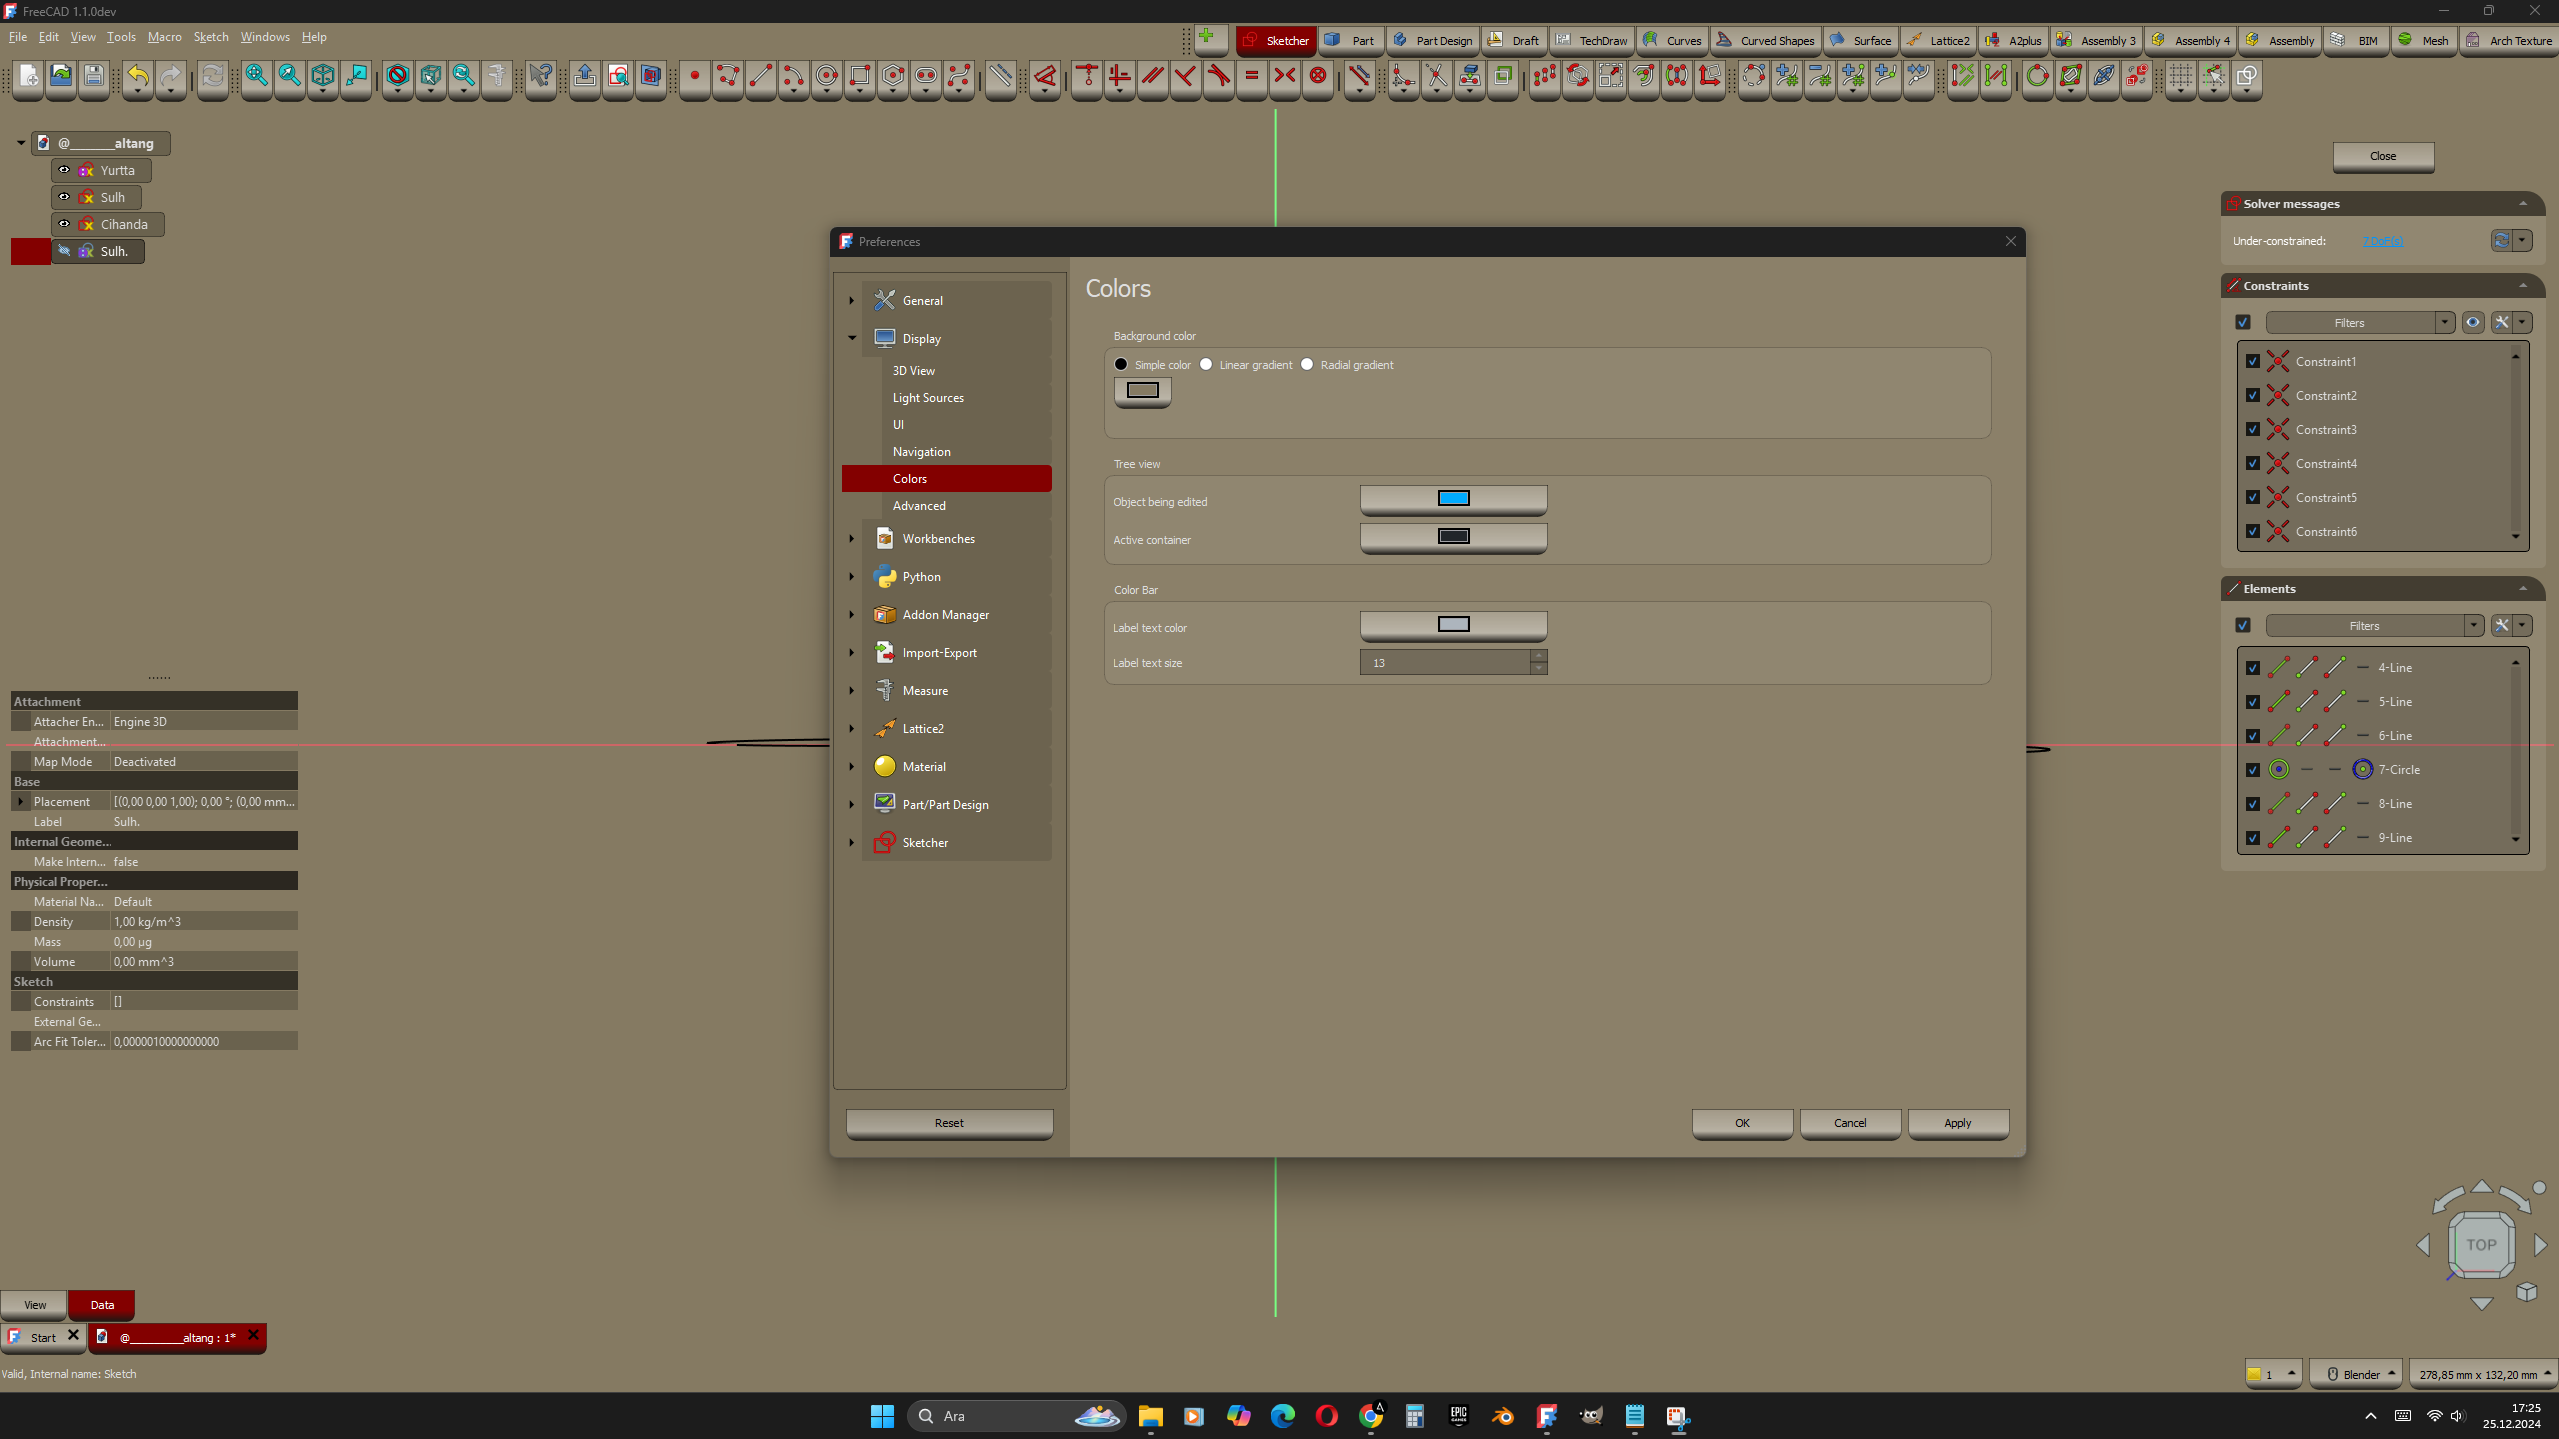 FreeCAD 1.1.0dev
File Edit View Tools Macro Sketch Windows Help
Sketcher Part Part Design Draft TechDraw Curves Curved Shapes Surface Lattice2 A2plus Assembly 3 Assembly 4 Assembly BIM Mesh Arch Texture
@______altang
Yurtta
Sulh
Cihanda
Sulh.
Close
Solver messages
Under-constrained: 7 DoF(s)
Constraints
Filters
Constraint1
Constraint2
Constraint3
Constraint4
Constraint5
Constraint6
Elements
Filters
4-Line
5-Line
6-Line
7-Circle
8-Line
9-Line
Preferences
General
Display
3D View
Light Sources
UI
Navigation
Colors
Advanced
Workbenches
Python
Addon Manager
Import-Export
Measure
Lattice2
Material
Part/Part Design
Sketcher
Reset
Colors
Background color
Simple color Linear gradient Radial gradient
Tree view
Object being edited
Active container
Color Bar
Label text color
Label text size 13
OK Cancel Apply
Attachment
Attacher En... Engine 3D
Attachment...
Map Mode Deactivated
Base
Placement [(0,00 0,00 1,00); 0,00 °; (0,00 mm...
Label Sulh.
Internal Geome...
Make Intern... false
Physical Proper...
Material Na... Default
Density 1,00 kg/m^3
Mass 0,00 µg
Volume 0,00 mm^3
Sketch
Constraints []
External Ge...
Arc Fit Toler... 0,0000010000000000
TOP
View Data
Start @________altang : 1*
Valid, Internal name: Sketch
1 Blender 278,85 mm x 132,20 mm
Ara
EPIC GAMES
17:25
25.12.2024